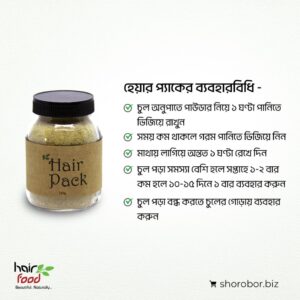 হেয়ার প্যাকের ব্যবহারবিধি -
চুল অনুপাতে পাউডার নিয়ে ১ ঘণ্টা পানিতে
ভিজিয়ে রাখুন
সময় কম থাকলে গরম পানিতে ভিজিয়ে নিন
মাথায় লাগিয়ে অন্তত ১ ঘণ্টা রেখে দিন
চুল পড়া সমস্যা বেশি হলে সপ্তাহে ১-২ বার
কম হলে ১০-১৫ দিনে ১ বার ব্যবহার করুন
চুল পড়া বন্ধ করতে চুলের গোড়ায় ব্যবহার
করুন
Hair
Pack
hair
food
Beautiful. Naturally..
shorobor.biz